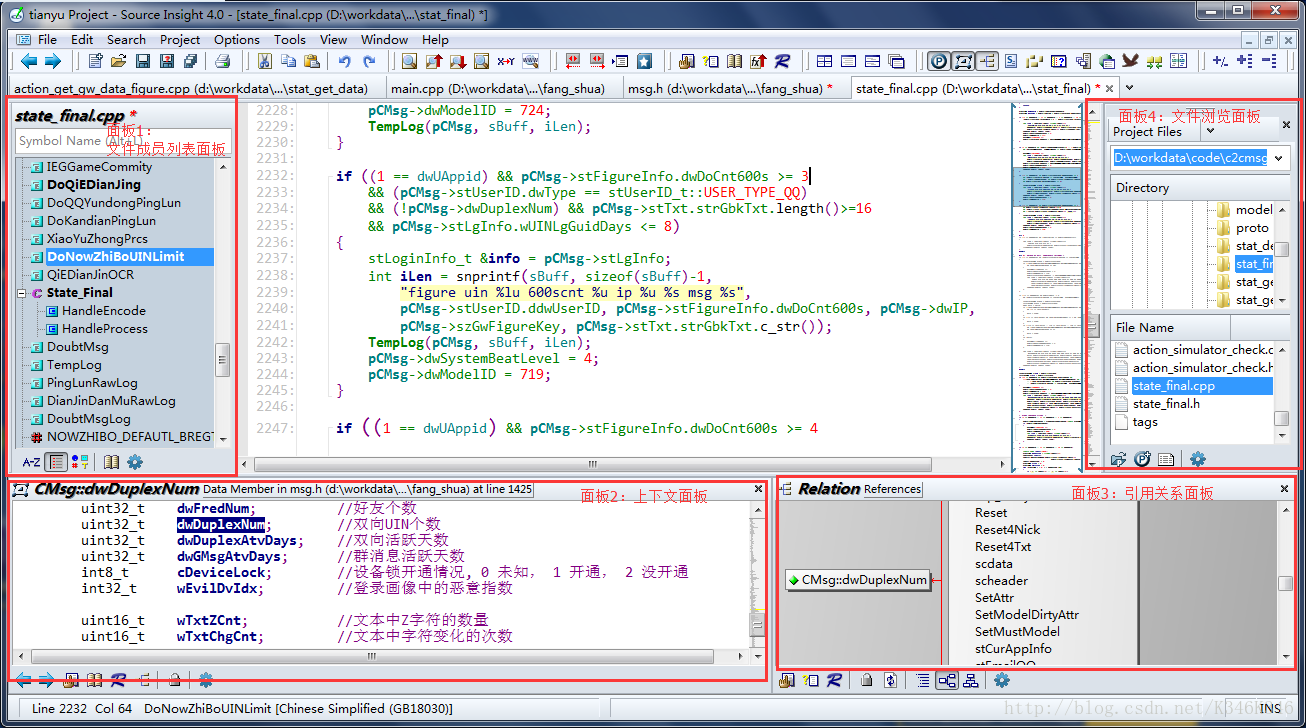 tianyu Project - Source Insight 4.0 - [state_final.cpp (D:\workdata\...\stat_final) *]
File Edit Search Project Options Tools View Window Help
action_get_gw_data_figure.cpp (d:\workdata\...\stat_get_data)
main.cpp (D:\workdata\...\fang_shua)
msg.h (d:\workdata\...\fang_shua) *
state_final.cpp (D:\workdata\...\stat_final) *
state_final.cpp *
面板1:
Symbol Name (Alt+L)
文件成员列表面板
IEGGameCommity
DoQiEDianJing
DoQQYundongPingLun
DoKandianPingLun
XiaoYuZhongPrcs
DoNowZhiBoUINLimit
QiEDianJinOCR
State_Final
HandleEncode
HandleProcess
DoubtMsg
TempLog
PingLunRawLog
DianJinDanMuRawLog
DoubtMsgLog
NOWZHIBO_DEFAUTL_BREG
A-Z
2228: pCMsg->dwModelID = 724;
2229: TempLog(pCMsg, sBuff, iLen);
2230: }
2231:
2232: if ((1 == dwUAppid) && pCMsg->stFigureInfo.dwDoCnt600s >= 3
2233: && (pCMsg->stUserID.dwType == stUserID_t::USER_TYPE_QQ)
2234: && (!pCMsg->dwDuplexNum) && pCMsg->stTxt.strGbkTxt.length()>=16
2235: && pCMsg->stLgInfo.wUINLgGuidDays <= 8)
2236: {
2237: stLoginInfo_t &info = pCMsg->stLgInfo;
2238: int iLen = snprintf(sBuff, sizeof(sBuff)-1,
2239: "figure uin %lu 600scnt %u ip %u %s msg %s",
2240: pCMsg->stUserID.ddwUserID, pCMsg->stFigureInfo.dwDoCnt600s, pCMsg->dwIP,
2241: pCMsg->szGwFigureKey, pCMsg->stTxt.strGbkTxt.c_str());
2242: TempLog(pCMsg, sBuff, iLen);
2243: pCMsg->dwSystemBeatLevel = 4;
2244: pCMsg->dwModelID = 719;
2245: }
2246:
2247: if ((1 == dwUAppid) && pCMsg->stFigureInfo.dwDoCnt600s >= 4
面板4: 文件浏览面板
Project Files
D:\workdata\code\c2cmsg
Directory
model
proto
stat_de
stat_fin
stat_ge
stat_ge
File Name
action_simulator_check.c
action_simulator_check.h
state_final.cpp
state_final.h
tags
CMsg::dwDuplexNum Data Member in msg.h (d:\workdata\...\fang_shua) at line 1425
面板2: 上下文面板
uint32_t dwFredNum; //好友个数
uint32_t dwDuplexNum; //双向UIN个数
uint32_t dwDuplexAtvDays; //双向活跃天数
uint32_t dwGMsgAtvDays; //群消息活跃天数
int8_t cDeviceLock; //设备锁开通情况, 0 未知, 1 开通, 2 没开通
int32_t wEvilDvIdx; //登录画像中的恶意指数
uint16_t wTxtZCnt; //文本中Z字符的数量
uint16_t wTxtChgCnt; //文本中字符变化的次数
Relation References
面板3: 引用关系面板
CMsg::dwDuplexNum
Reset
Reset4Nick
Reset4Txt
scdata
scheader
SetAttr
SetModelDirtyAttr
SetMustModel
stCurAppInfo
stEmailQQ
Line 2232 Col 64 DoNowZhiBoUINLimit [Chinese Simplified (GB18030)]
INS